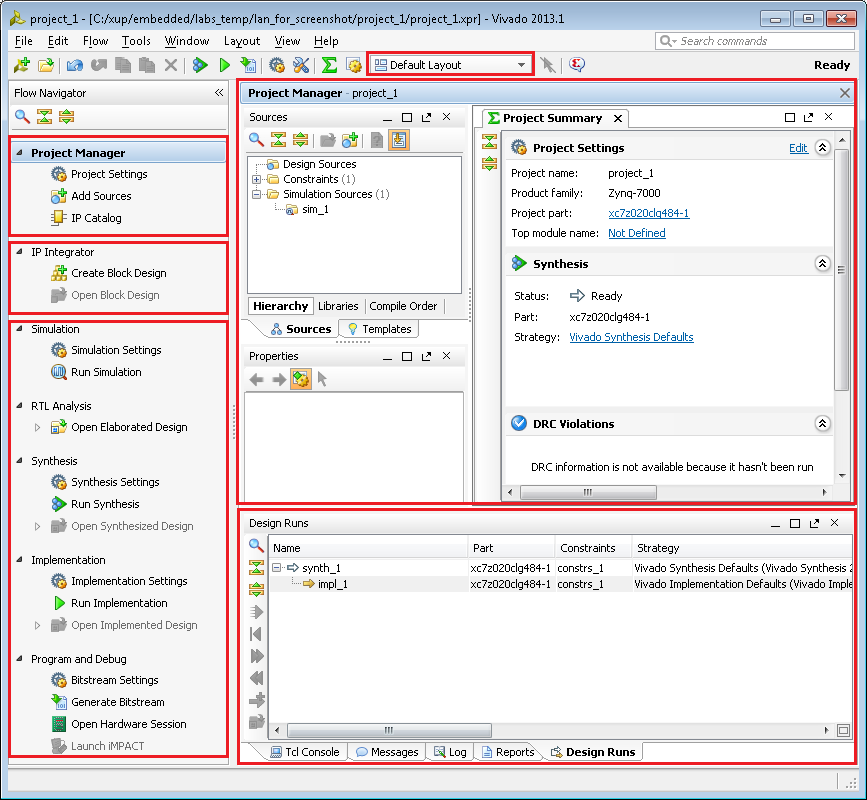 project_1 - [C:/xup/embedded/labs_temp/lan_for_screenshot/project_1/project_1.xpr] - Vivado 2013.1
File Edit Flow Tools Window Layout View Help
Search commands
Default Layout
Ready
Flow Navigator
Project Manager
Project Settings
Add Sources
IP Catalog
IP Integrator
Create Block Design
Open Block Design
Simulation
Simulation Settings
Run Simulation
RTL Analysis
Open Elaborated Design
Synthesis
Synthesis Settings
Run Synthesis
Open Synthesized Design
Implementation
Implementation Settings
Run Implementation
Open Implemented Design
Program and Debug
Bitstream Settings
Generate Bitstream
Open Hardware Session
Launch iMPACT
Project Manager - project_1
Sources
Design Sources
Constraints (1)
Simulation Sources (1)
sim_1
Hierarchy Libraries Compile Order
Sources Templates
Properties
Project Summary
Project Settings Edit
Project name: project_1
Product family: Zynq-7000
Project part: xc7z020clg484-1
Top module name: Not Defined
Synthesis
Status: Ready
Part: xc7z020clg484-1
Strategy: Vivado Synthesis Defaults
DRC Violations
DRC information is not available because it hasn't been run
Design Runs
Name Part Constraints Strategy
synth_1 xc7z020clg484-1 constrs_1 Vivado Synthesis Defaults (Vivado Synthesis 2
impl_1 xc7z020clg484-1 constrs_1 Vivado Implementation Defaults (Vivado Imple
Tcl Console Messages Log Reports Design Runs